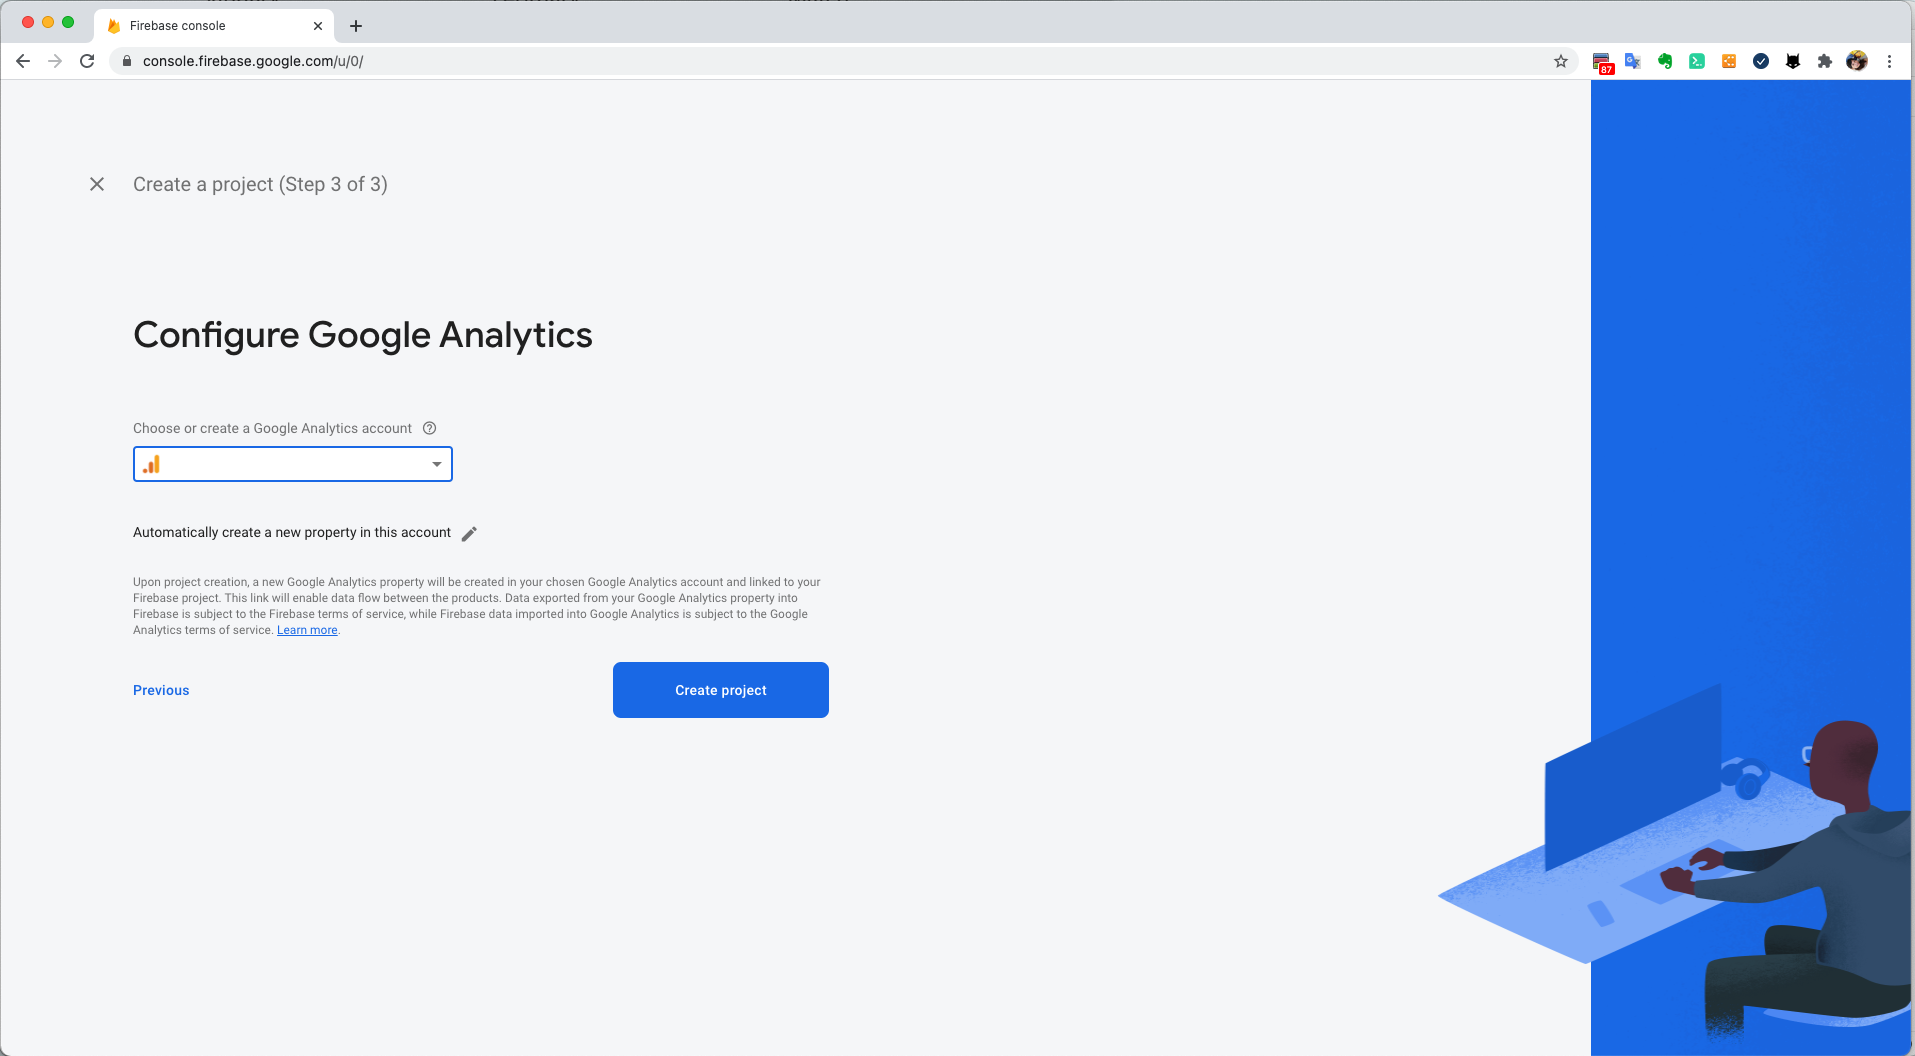 Firebase console
console.firebase.google.com/u/0/
87
Create a project (Step 3 of 3)
Configure Google Analytics
Choose or create a Google Analytics account
Automatically create a new property in this account
Upon project creation, a new Google Analytics property will be created in your chosen Google Analytics account and linked to your
Firebase project. This link will enable data flow between the products. Data exported from your Google Analytics property into
Firebase is subject to the Firebase terms of service, while Firebase data imported into Google Analytics is subject to the Google
Analytics terms of service. Learn more.
Previous
Create project